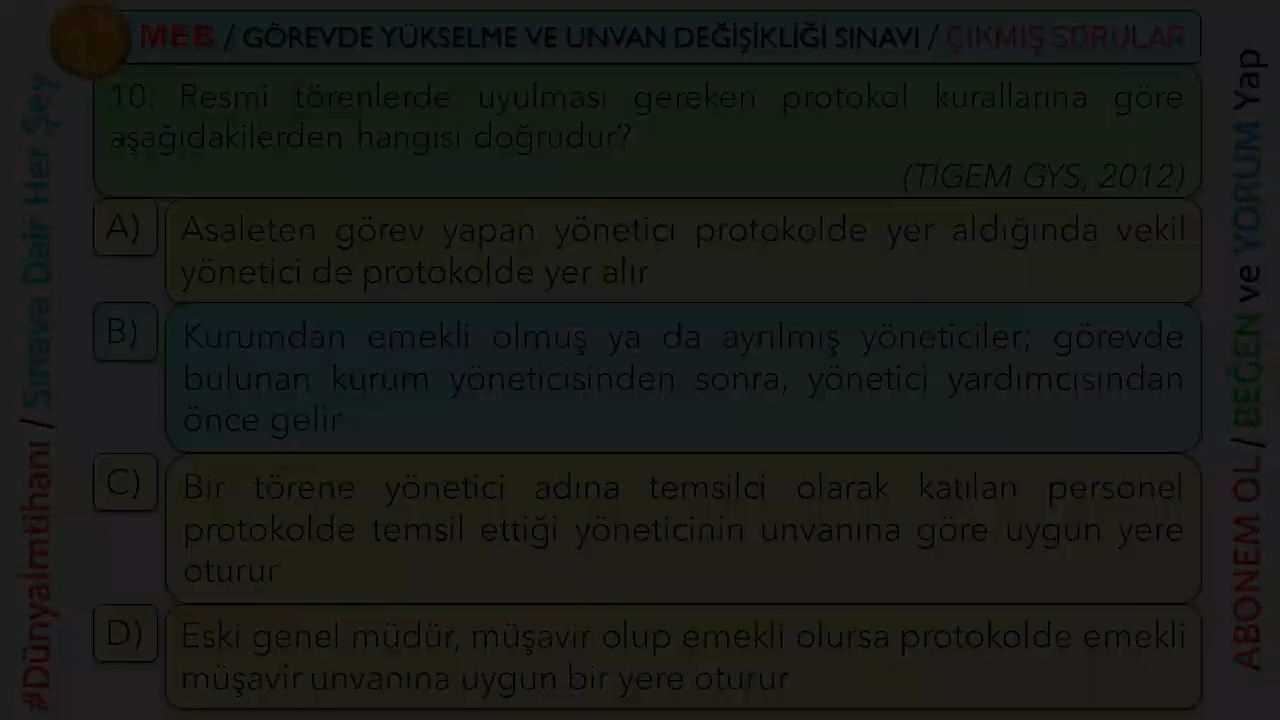 MEB / GÖREVDE YÜKSELME VE UNVAN DEĞİŞİKLİĞİ SINAVI / ÇIKMIŞ SORULAR
10. Resmi törenlerde uyulması gereken protokol kurallarına göre
aşağıdakilerden hangisi doğrudur?
(TİGEM GYS, 2012)
A) Asaleten görev yapan yönetici protokolde yer aldığında vekil
yönetici de protokolde yer alır
B) Kurumdan emekli olmuş ya da ayrılmış yöneticiler; görevde
bulunan kurum yöneticisinden sonra, yönetici yardımcısından
önce gelir
C) Bir törene yönetici adına temsilci olarak katılan personel
protokolde temsil ettiği yöneticinin unvanına göre uygun yere
oturur
D) Eski genel müdür, müşavir olup emekli olursa protokolde emekli
müşavir unvanına uygun bir yere oturur
#Dünyalmtihanı / Sınava Dair Her Şey
ABONEM OL / BEĞEN ve YORUM Yap